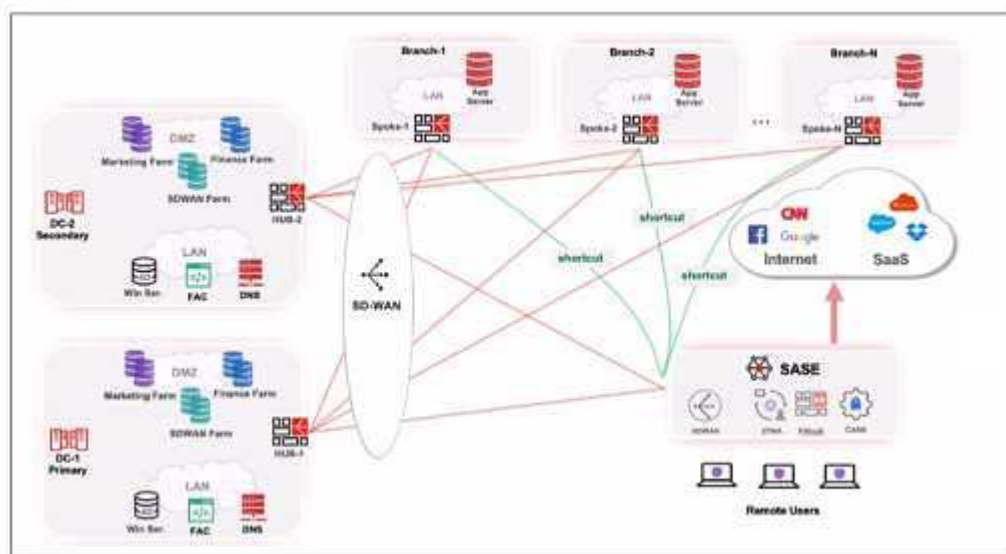 Branch-1
Branch-2
Branch-N
LAN
App
Server
LAN
App
Server
LAN
App
Server
Spoke-1
Spoke-2
...
Spoke-N
DMZ
Marketing Farm
Finance Farm
SDWAN Farm
HUB-2
DC-2
Secondary
LAN
Win Ser.
FAC
DNS
SD-WAN
shortcut
shortcut
shortcut
CNN
Google
Internet
SaaS
DMZ
Marketing Farm
Finance Farm
SDWAN Farm
HUB-1
DC-1
Primary
LAN
Win Ser.
FAC
DNS
SASE
SDWAN
ZTNA
CASB
Remote Users